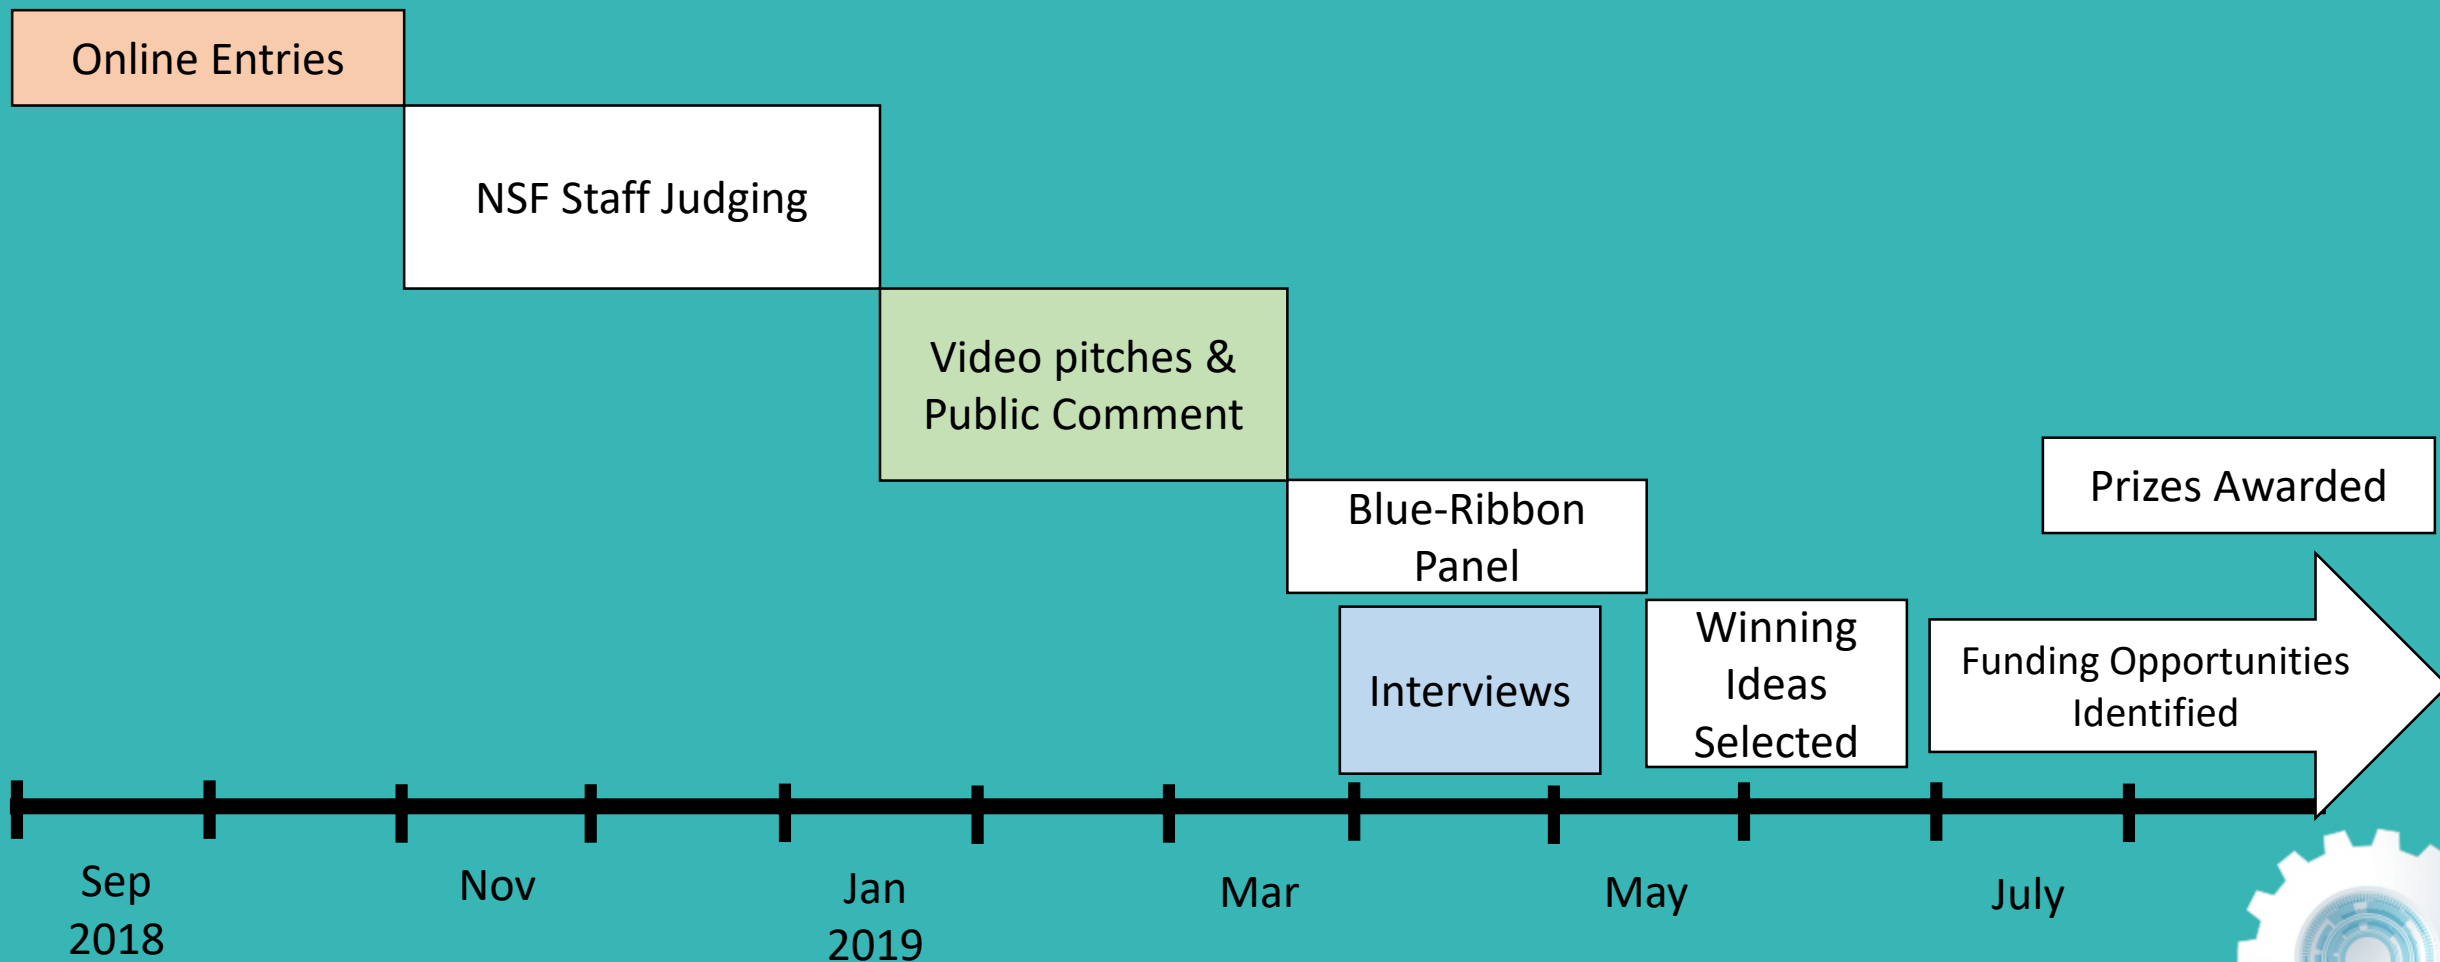 Online Entries
NSF Staff Judging
Video pitches &
Public Comment
Blue-Ribbon
Panel
Prizes Awarded
Interviews
Winning
Ideas
Selected
Funding Opportunities
Identified
Sep
2018
Nov
Jan
2019
Mar
May
July